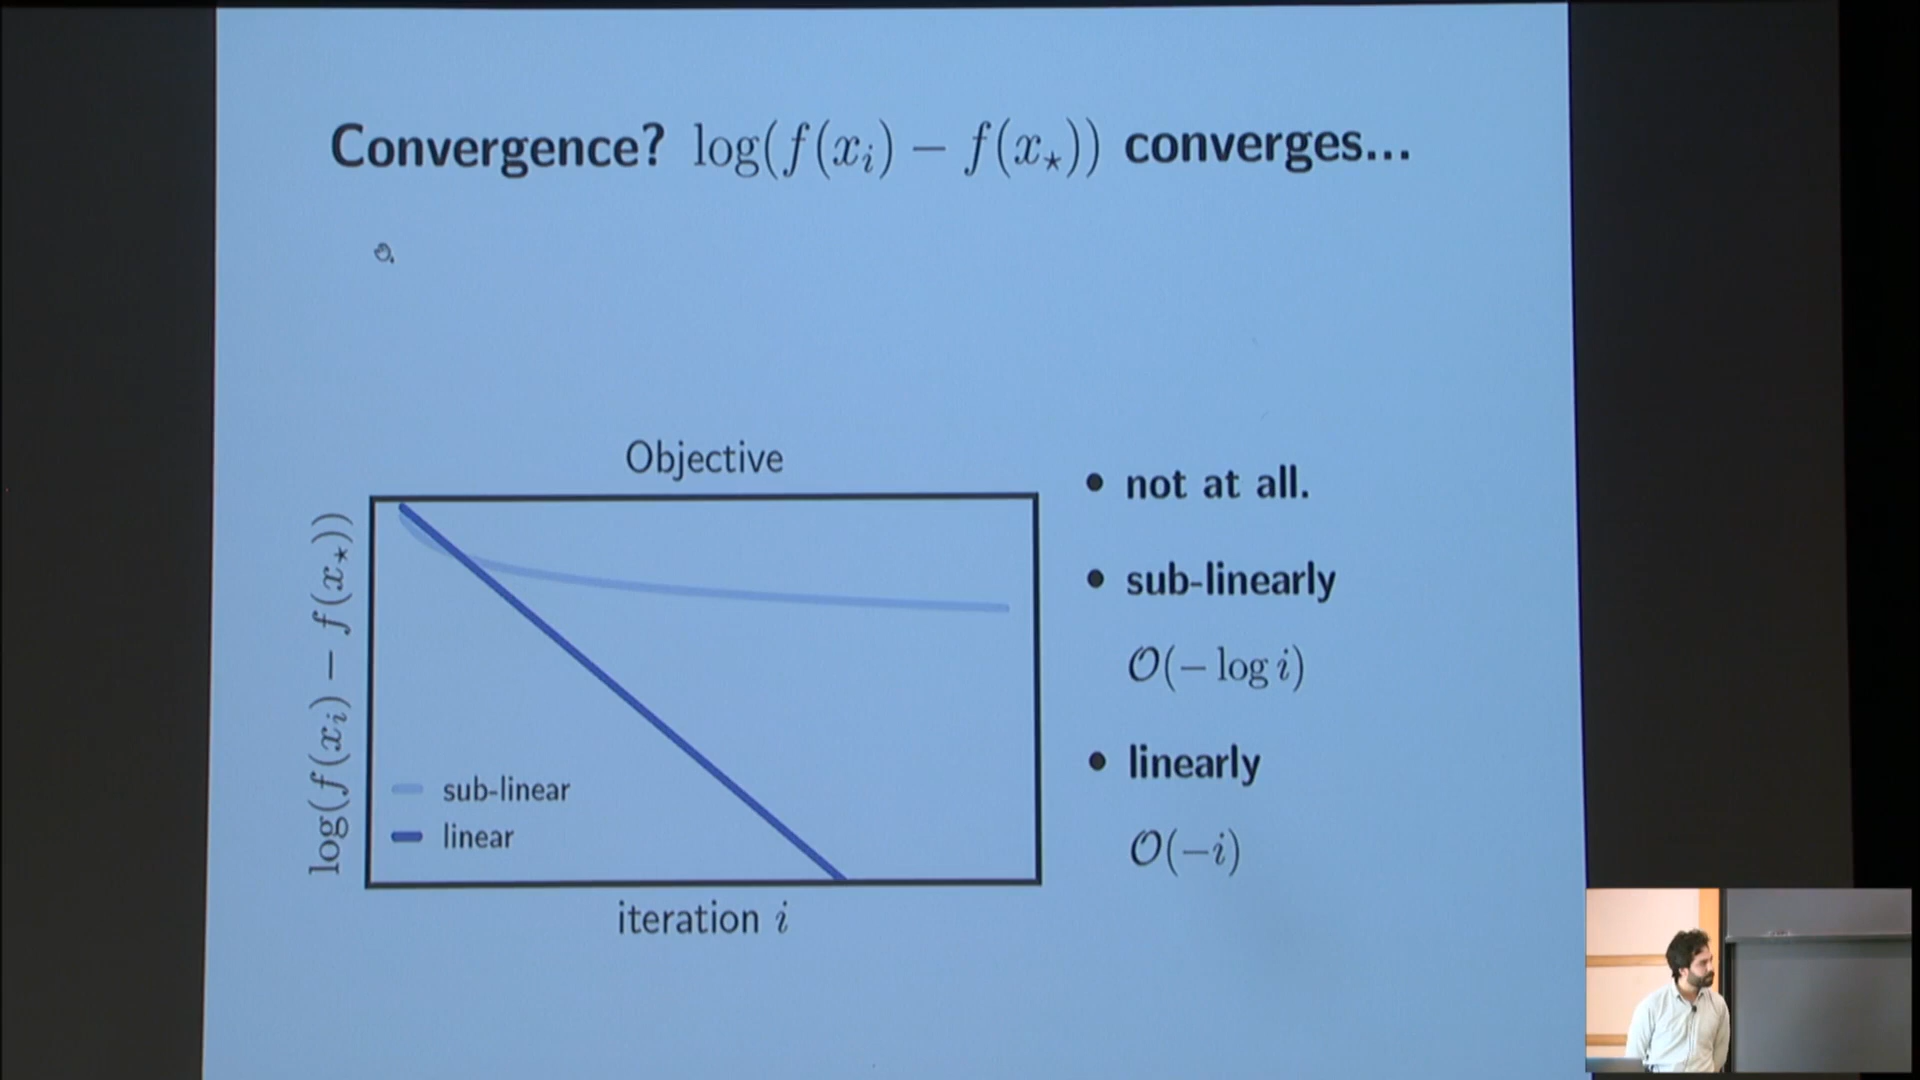 Convergence? log(f(xᵢ) − f(x⋆)) converges...
Objective
log(f(xᵢ) − f(x⋆))
sub-linear
linear
iteration i
• not at all.
• sub-linearly
O(− log i)
• linearly
O(−i)